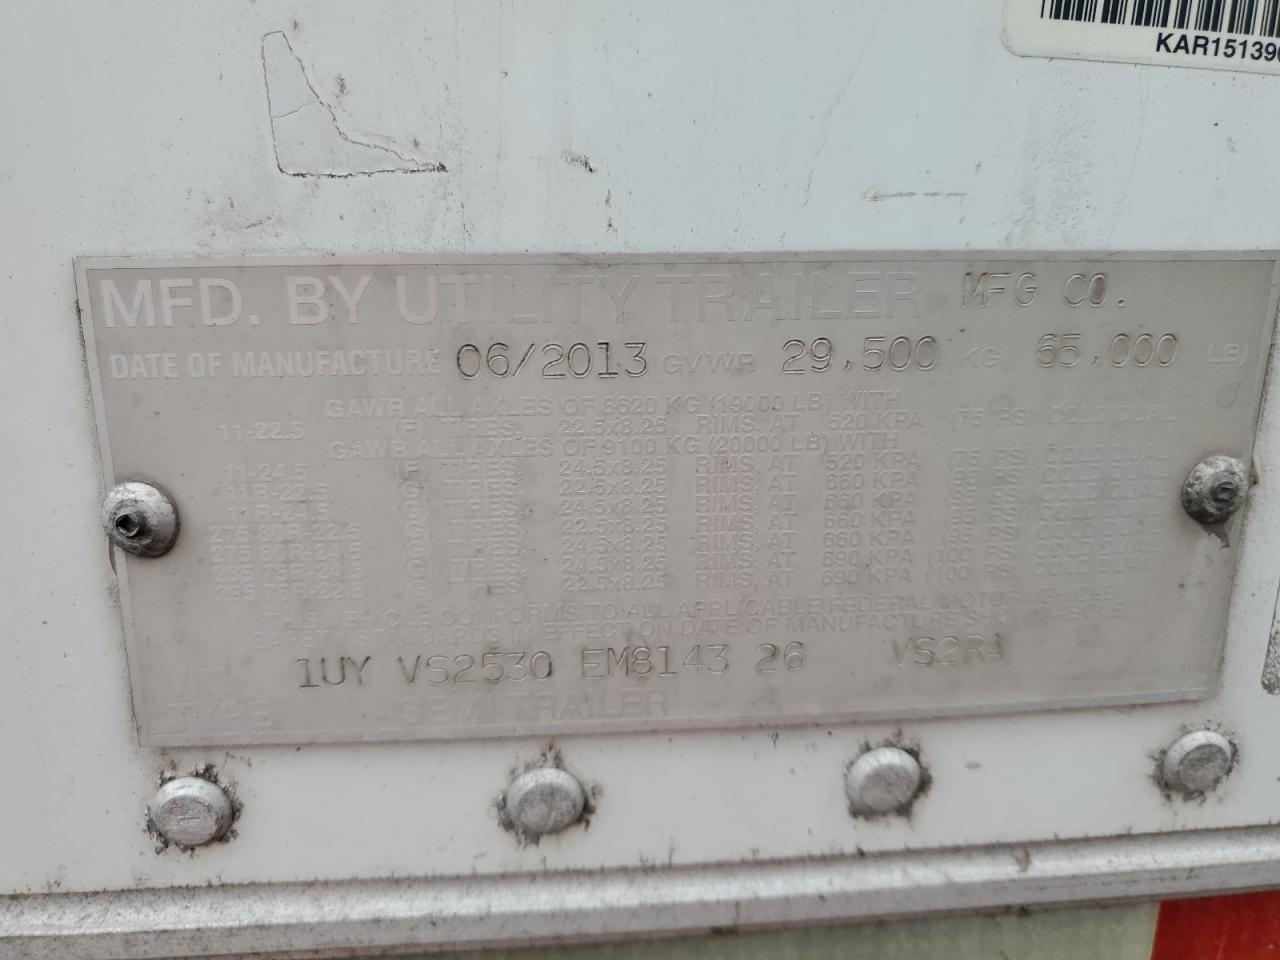 KAR151390
MFD. BY UTILITY TRAILER MFG CO.
DATE OF MANUFACTURE 06/2013 GVWR 29,500 KG( 65,000 LB)
GAWR ALL AXLES OF 8620 KG (19000 LB) WITH
11-22.5 (F) TIRES, 22.5x8.25 RIMS, AT 520 KPA (75 PSI) COLD DUAL
GAWR ALL AXLES OF 9100 KG (20000 LB) WITH
11-24.5 (F) TIRES, 24.5x8.25 RIMS, AT 520 KPA (75 PSI) COLD DUAL
11R-22.5 (G) TIRES, 22.5x8.25 RIMS, AT 660 KPA (95 PSI) COLD DUAL
11R-24.5 (G) TIRES, 24.5x8.25 RIMS, AT 660 KPA (95 PSI) COLD DUAL
275/80R-22.5 (G) TIRES, 22.5x8.25 RIMS, AT 660 KPA (95 PSI) COLD DUAL
275/80R-24.5 (G) TIRES, 24.5x8.25 RIMS, AT 660 KPA (95 PSI) COLD DUAL
(G) TIRES, 24.5x8.25 RIMS, AT 690 KPA (100 PSI) COLD DUAL
295/75R-22.5 (G) TIRES, 22.5x8.25 RIMS, AT 690 KPA (100 PSI) COLD DUAL
THIS VEHICLE CONFORMS TO ALL APPLICABLE FEDERAL MOTOR VEHICLE
SAFETY STANDARDS IN EFFECT ON DATE OF MANUFACTURE SHOWN ABOVE
1UY VS2530 EM8143 26 VS2RA
TYPE SEMI TRAILER